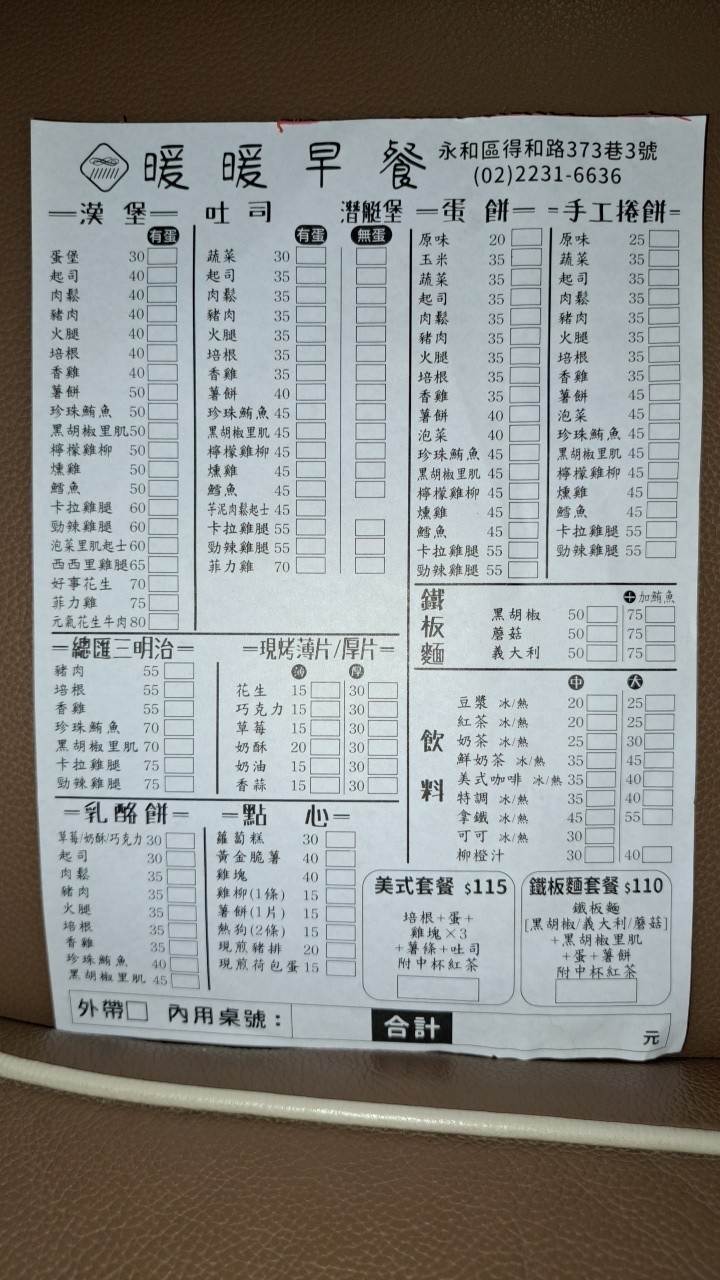 暖暖早餐
永和區得和路373巷3號
(02)2231-6636
漢堡
有蛋
蛋堡 30
起司 40
肉鬆 40
豬肉 40
火腿 40
培根 40
香雞 40
薯餅 50
珍珠鮪魚 50
黑胡椒里肌 50
檸檬雞柳 50
燻雞 50
鱈魚 50
卡拉雞腿 60
勁辣雞腿 60
泡菜里肌起士 60
西西里雞腿 65
好事花生 70
菲力雞 75
元氣花生牛肉 80
吐司 潛艇堡
有蛋 無蛋
蔬菜 30
起司 35
肉鬆 35
豬肉 35
火腿 35
培根 35
香雞 35
薯餅 40
珍珠鮪魚 45
黑胡椒里肌 45
檸檬雞柳 45
燻雞 45
鱈魚 45
芋泥肉鬆起士 45
卡拉雞腿 55
勁辣雞腿 55
菲力雞 70
蛋餅
原味 20
玉米 35
蔬菜 35
起司 35
肉鬆 35
豬肉 35
火腿 35
培根 35
香雞 35
薯餅 40
泡菜 40
珍珠鮪魚 45
黑胡椒里肌 45
檸檬雞柳 45
燻雞 45
鱈魚 45
卡拉雞腿 55
勁辣雞腿 55
手工捲餅
原味 25
蔬菜 35
起司 35
肉鬆 35
豬肉 35
火腿 35
培根 35
香雞 35
薯餅 45
泡菜 45
珍珠鮪魚 45
黑胡椒里肌 45
檸檬雞柳 45
燻雞 45
鱈魚 45
卡拉雞腿 55
勁辣雞腿 55
鐵板麵
+加鮪魚
黑胡椒 50 75
蘑菇 50 75
義大利 50 75
總匯三明治
豬肉 55
培根 55
香雞 55
珍珠鮪魚 70
黑胡椒里肌 70
卡拉雞腿 75
勁辣雞腿 75
現烤薄片/厚片
薄 厚
花生 15 30
巧克力 15 30
草莓 15 30
奶酥 20 30
奶油 15 30
香蒜 15 30
飲料
中 大
豆漿 冰/熱 20 25
紅茶 冰/熱 20 25
奶茶 冰/熱 25 30
鮮奶茶 冰/熱 35 45
美式咖啡 冰/熱 35 40
特調 冰/熱 35 40
拿鐵 冰/熱 45 55
可可 冰/熱 30
柳橙汁 30 40
乳酪餅
草莓/奶酥/巧克力 30
起司 30
肉鬆 35
豬肉 35
火腿 35
培根 35
香雞 35
珍珠鮪魚 40
黑胡椒里肌 45
點心
蘿蔔糕 30
黃金脆薯 40
雞塊 40
雞柳(1條) 15
薯餅(1片) 15
熱狗(2條) 15
現煎豬排 20
現煎荷包蛋 15
美式套餐 $115
培根+蛋+
雞塊×3
+薯條+吐司
附中杯紅茶
鐵板麵套餐 $110
鐵板麵
[黑胡椒/義大利/蘑菇]
+黑胡椒里肌
+蛋+薯餅
附中杯紅茶
外帶 內用桌號: 合計 元